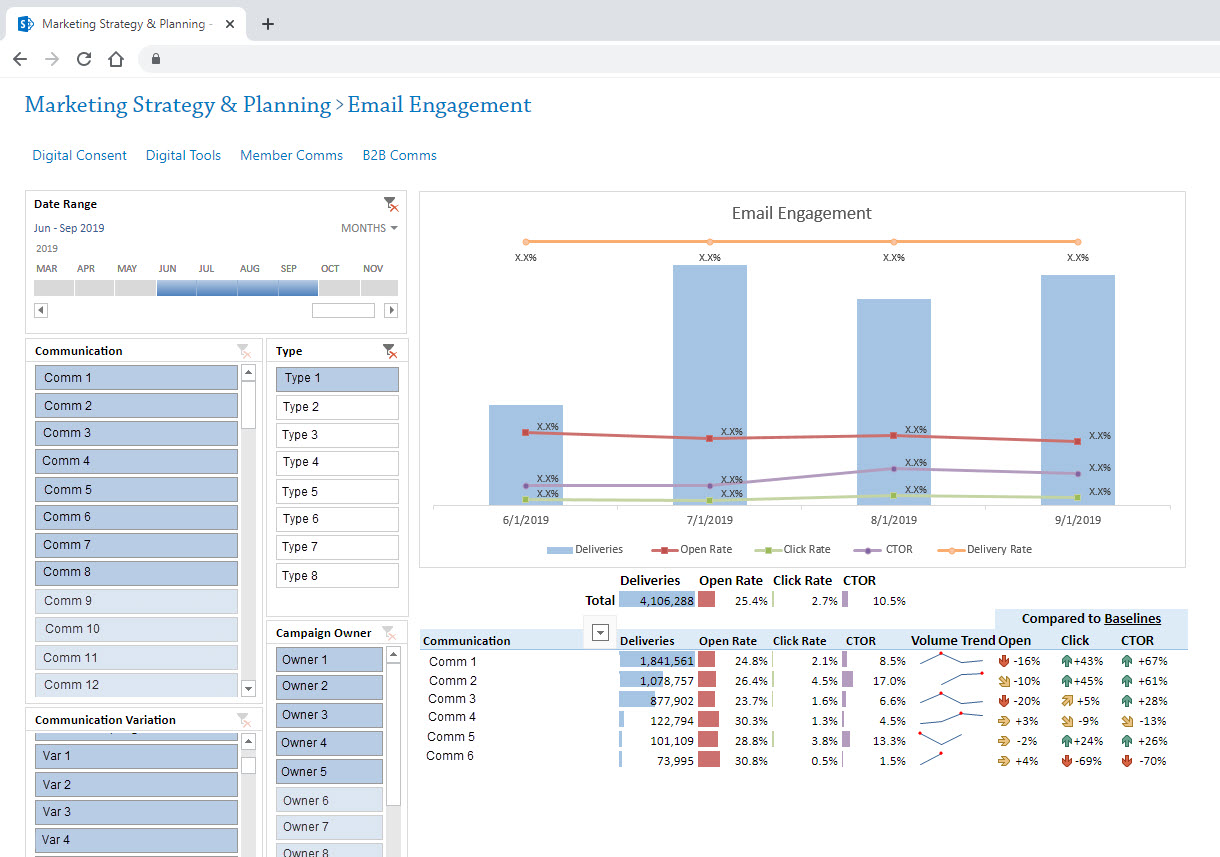 Marketing Strategy & Planning -
Marketing Strategy & Planning > Email Engagement
Digital Consent Digital Tools Member Comms B2B Comms
Date Range
Jun - Sep 2019 MONTHS
2019
MAR APR MAY JUN JUL AUG SEP OCT NOV
Communication
Comm 1
Comm 2
Comm 3
Comm 4
Comm 5
Comm 6
Comm 7
Comm 8
Comm 9
Comm 10
Comm 11
Comm 12
Type
Type 1
Type 2
Type 3
Type 4
Type 5
Type 6
Type 7
Type 8
Communication Variation
Var 1
Var 2
Var 3
Var 4
Campaign Owner
Owner 1
Owner 2
Owner 3
Owner 4
Owner 5
Owner 6
Owner 7
Owner 8
Email Engagement
X.X% X.X% X.X% X.X%
X.X% X.X% X.X% X.X%
X.X% X.X% X.X% X.X%
X.X% X.X% X.X% X.X%
6/1/2019 7/1/2019 8/1/2019 9/1/2019
Deliveries Open Rate Click Rate CTOR Delivery Rate
Deliveries Open Rate Click Rate CTOR
Total 4,106,288 25.4% 2.7% 10.5%
Compared to Baselines
Communication Deliveries Open Rate Click Rate CTOR Volume Trend Open Click CTOR
Comm 1 1,841,561 24.8% 2.1% 8.5% -16% +43% +67%
Comm 2 1,078,757 26.4% 4.5% 17.0% -10% +45% +61%
Comm 3 877,902 23.7% 1.6% 6.6% -20% +5% +28%
Comm 4 122,794 30.3% 1.3% 4.5% +3% -9% -13%
Comm 5 101,109 28.8% 3.8% 13.3% -2% +24% +26%
Comm 6 73,995 30.8% 0.5% 1.5% +4% -69% -70%